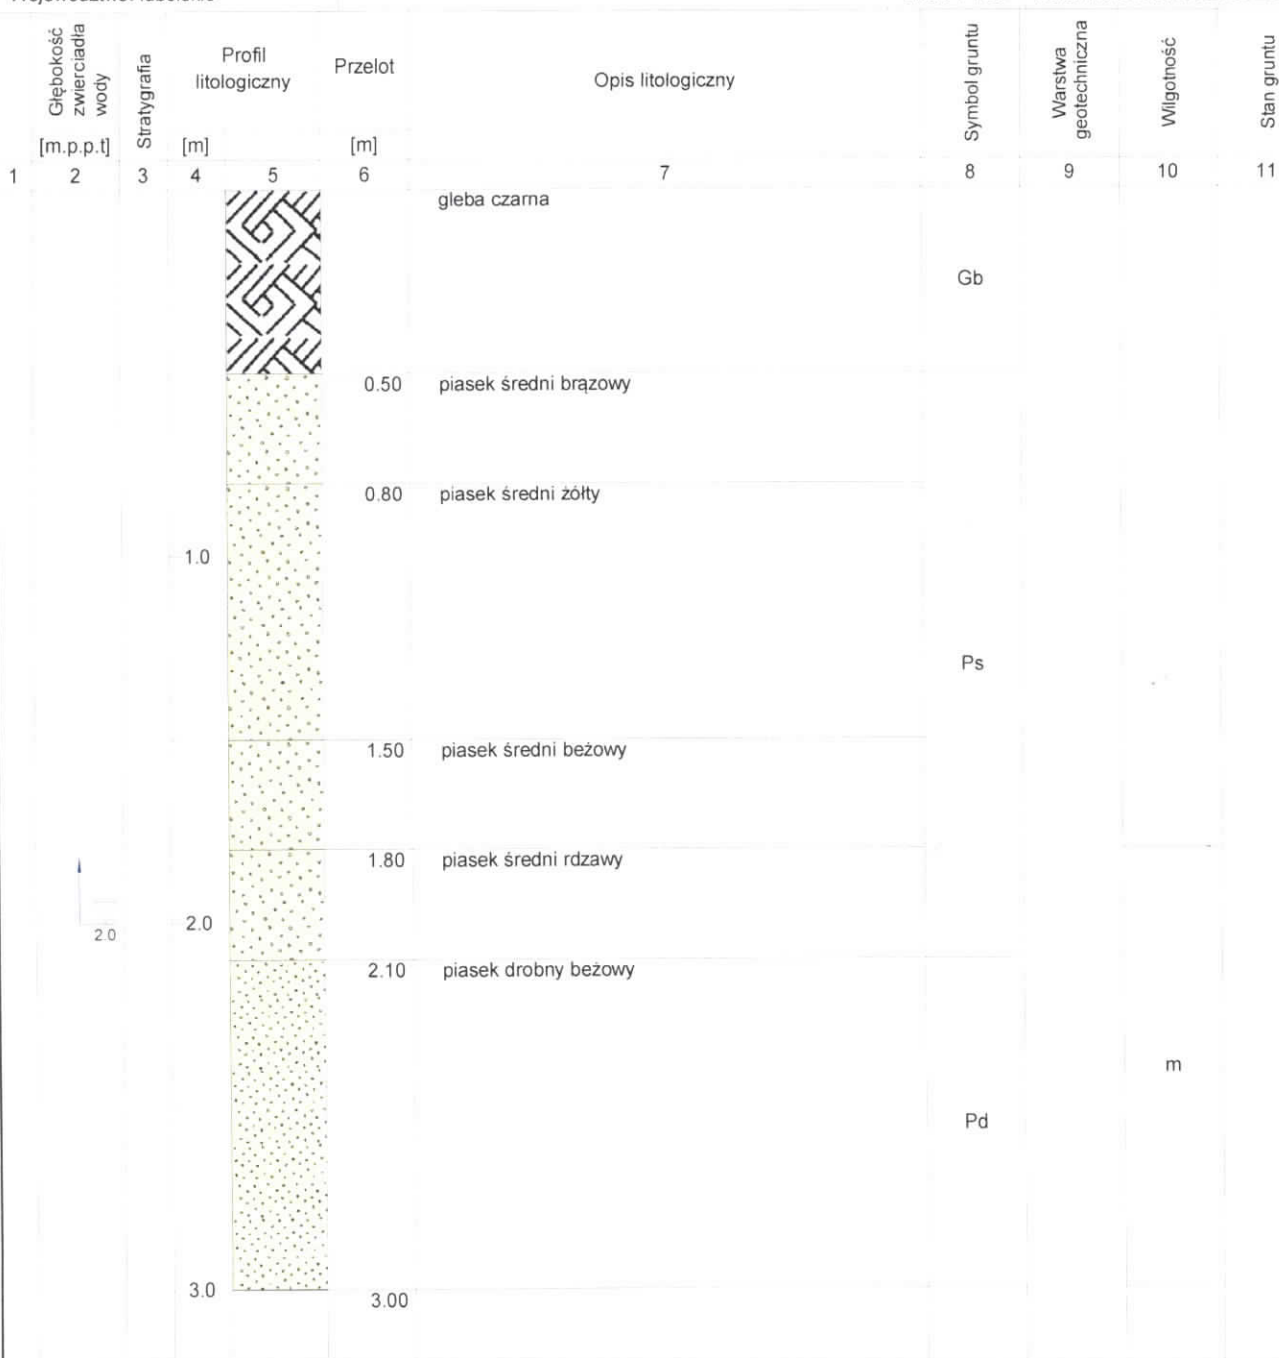 Głębokość
zwierciadła
wody
[m.p.p.t]
Stratygrafia
Profil
litologiczny
[m]
Przelot
[m]
Opis litologiczny
Symbol gruntu
Warstwa
geotechniczna
Wilgotność
Stan gruntu
1 2 3 4 5 6 7 8 9 10 11
gleba czarna
Gb
0.50 piasek średni brązowy
0.80 piasek średni żółty
1.0
Ps
1.50 piasek średni beżowy
1.80 piasek średni rdzawy
2.0 2.0
2.10 piasek drobny beżowy
m
Pd
3.0 3.00